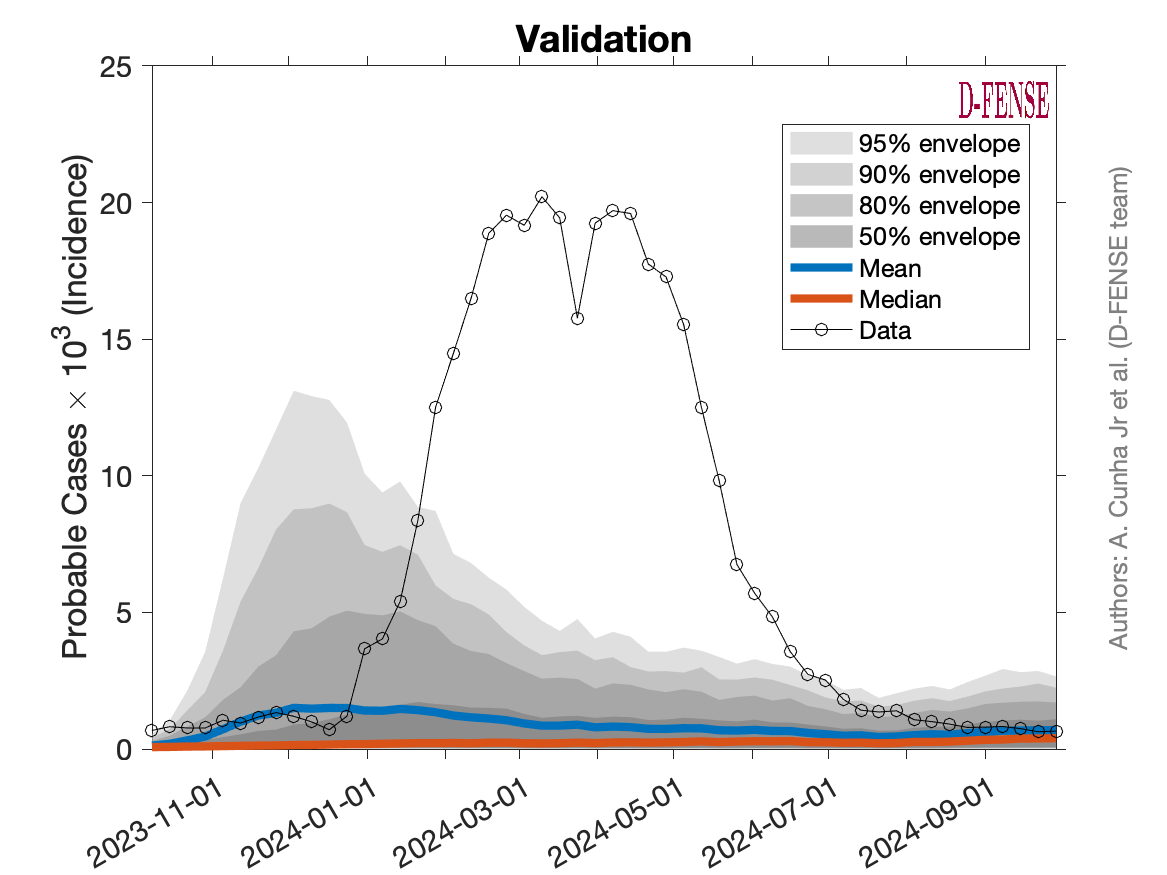 Validation
D-FENSE
95% envelope
90% envelope
80% envelope
50% envelope
Mean
Median
Data
25
20
15
10
5
0
Probable Cases × 10³ (Incidence)
2023-11-01
2024-01-01
2024-03-01
2024-05-01
2024-07-01
2024-09-01
Authors: A. Cunha Jr et al. (D-FENSE team)